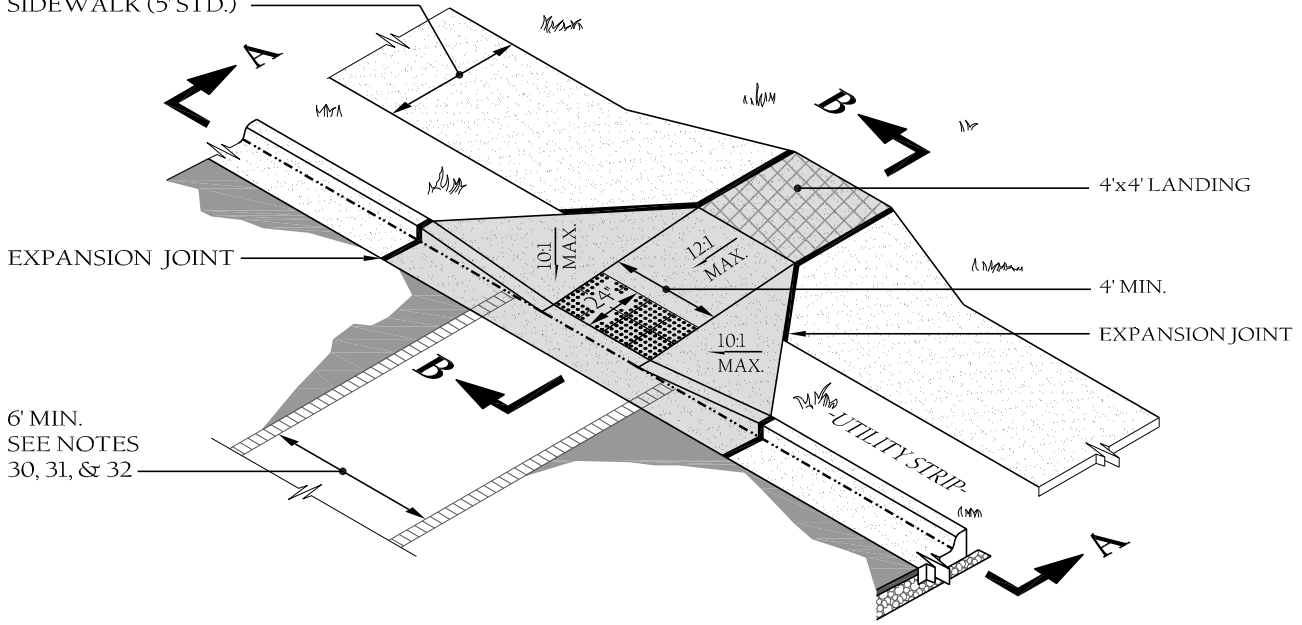 SIDEWALK (5' STD.)
A
B
4'x4' LANDING
10:1
MAX.
12:1
MAX.
EXPANSION JOINT
24"
4' MIN.
10:1
MAX.
EXPANSION JOINT
B
6' MIN.
SEE NOTES
30, 31, & 32
-UTILITY STRIP-
A